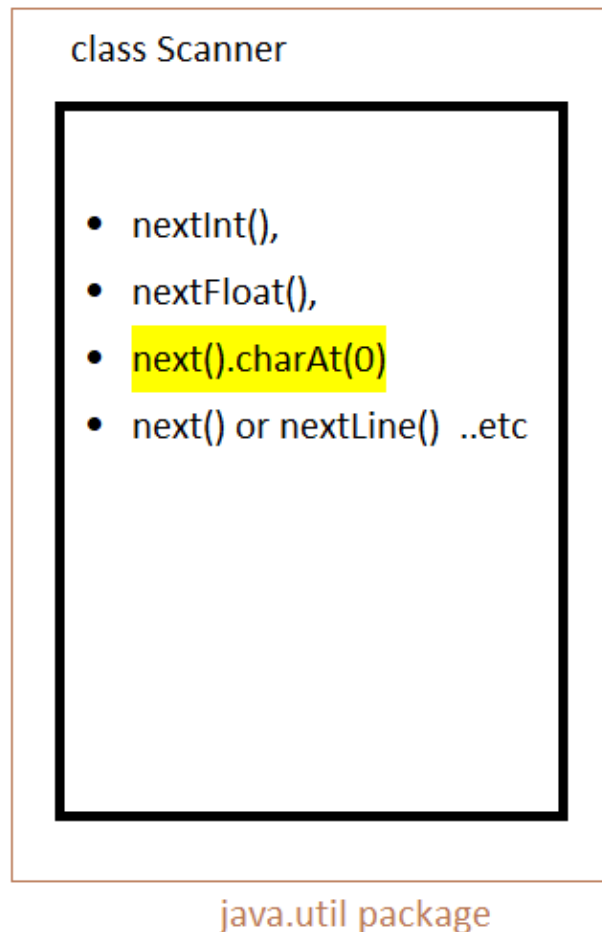 class Scanner
• nextInt(),
• nextFloat(),
• next().charAt(0)
• next() or nextLine() ..etc
java.util package